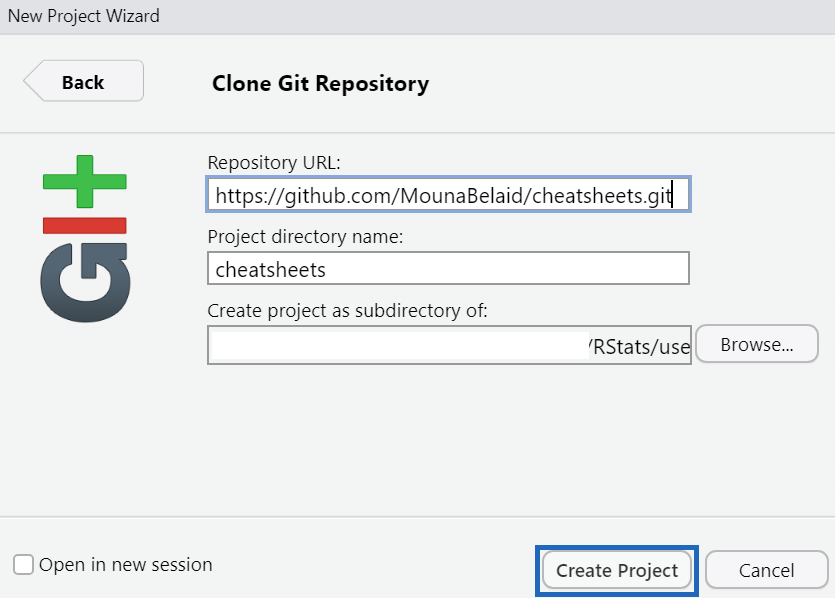 New Project Wizard
Back
Clone Git Repository
Repository URL:
https://github.com/MounaBelaid/cheatsheets.git
Project directory name:
cheatsheets
Create project as subdirectory of:
/RStats/use
Browse...
GIT
Open in new session
Create Project
Cancel